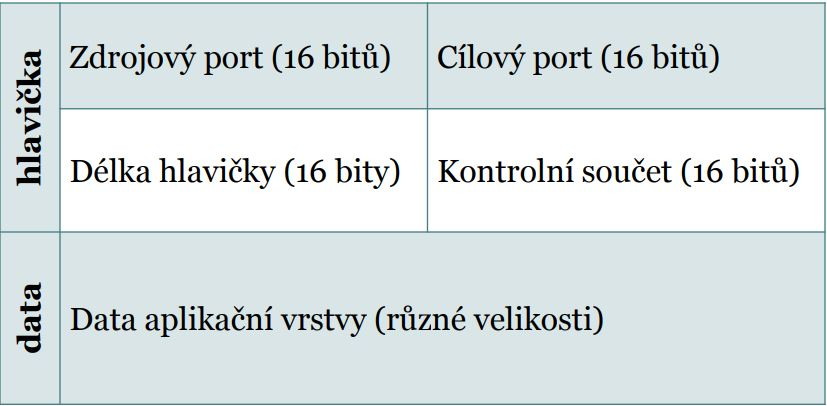 hlavička
Zdrojový port (16 bitů)
Cílový port (16 bitů)
Délka hlavičky (16 bity)
Kontrolní součet (16 bitů)
data
Data aplikační vrstvy (různé velikosti)